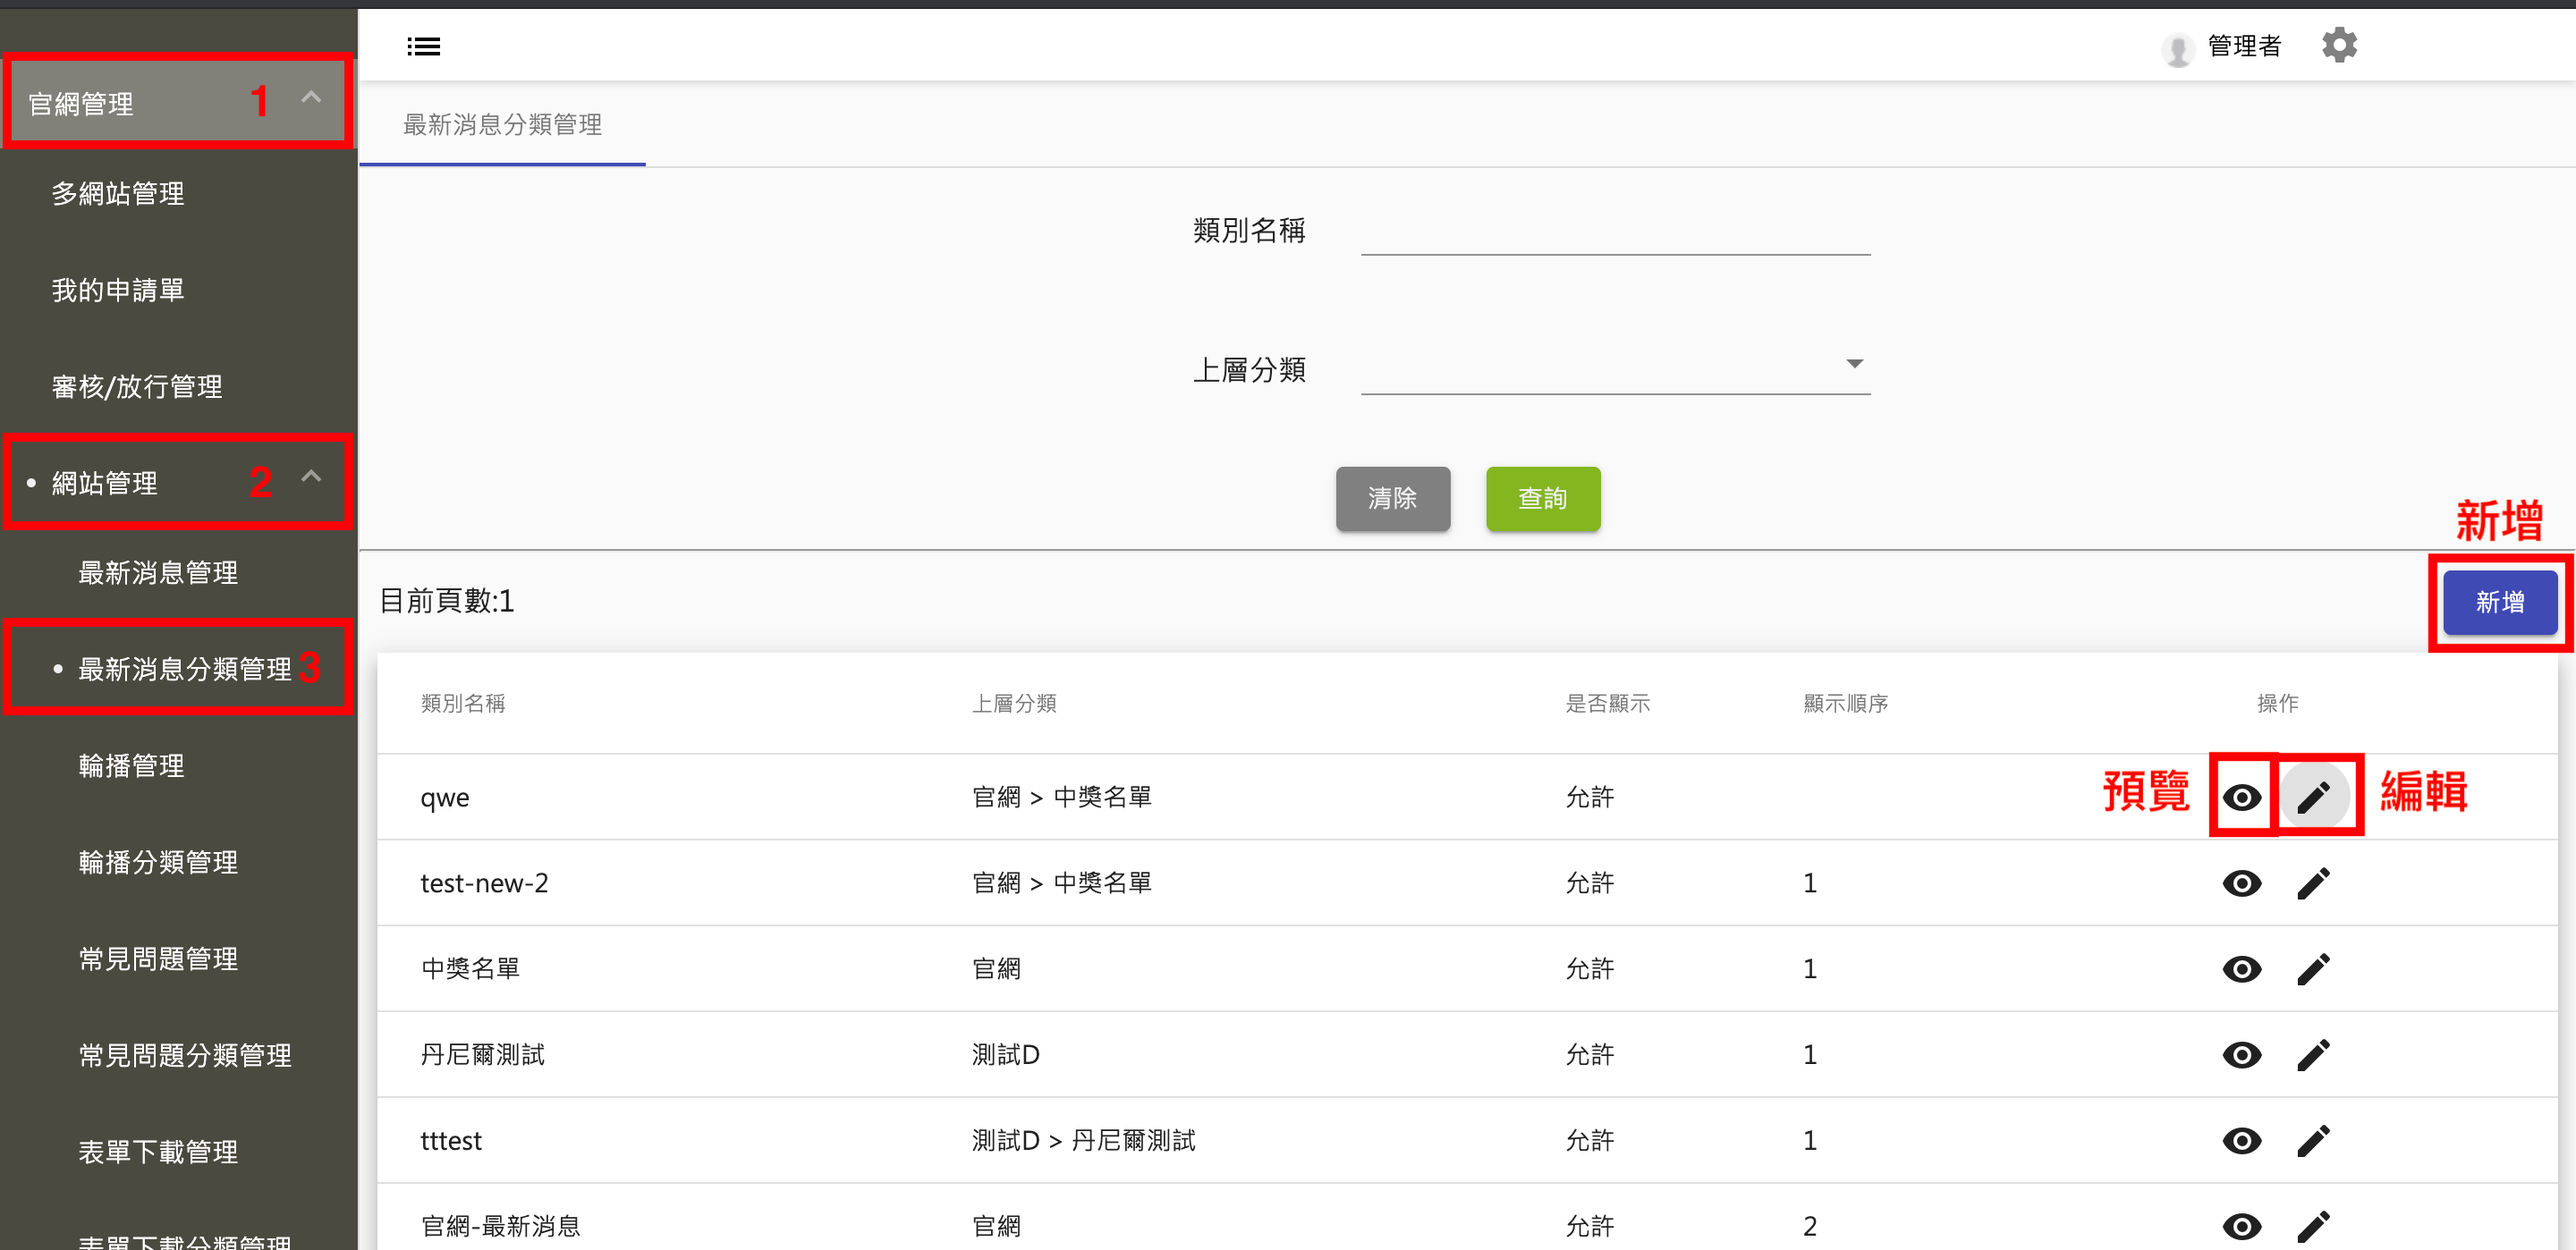 管理者
官網管理 1
多網站管理
我的申請單
審核/放行管理
• 網站管理 2
最新消息管理
• 最新消息分類管理 3
輪播管理
輪播分類管理
常見問題管理
常見問題分類管理
表單下載管理
表單下載分類管理
最新消息分類管理
類別名稱
上層分類
清除 查詢
新增
目前頁數:1 新增
類別名稱 上層分類 是否顯示 顯示順序 操作
qwe 官網 > 中獎名單 允許 預覽 編輯
test-new-2 官網 > 中獎名單 允許 1
中獎名單 官網 允許 1
丹尼爾測試 測試D 允許 1
tttest 測試D > 丹尼爾測試 允許 1
官網-最新消息 官網 允許 2